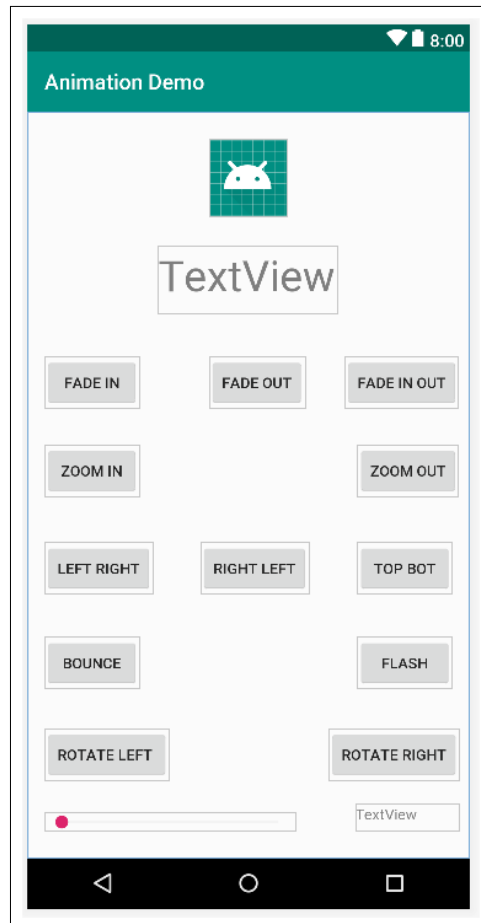 8:00
Animation Demo
TextView
FADE IN FADE OUT FADE IN OUT
ZOOM IN ZOOM OUT
LEFT RIGHT RIGHT LEFT TOP BOT
BOUNCE FLASH
ROTATE LEFT ROTATE RIGHT
TextView